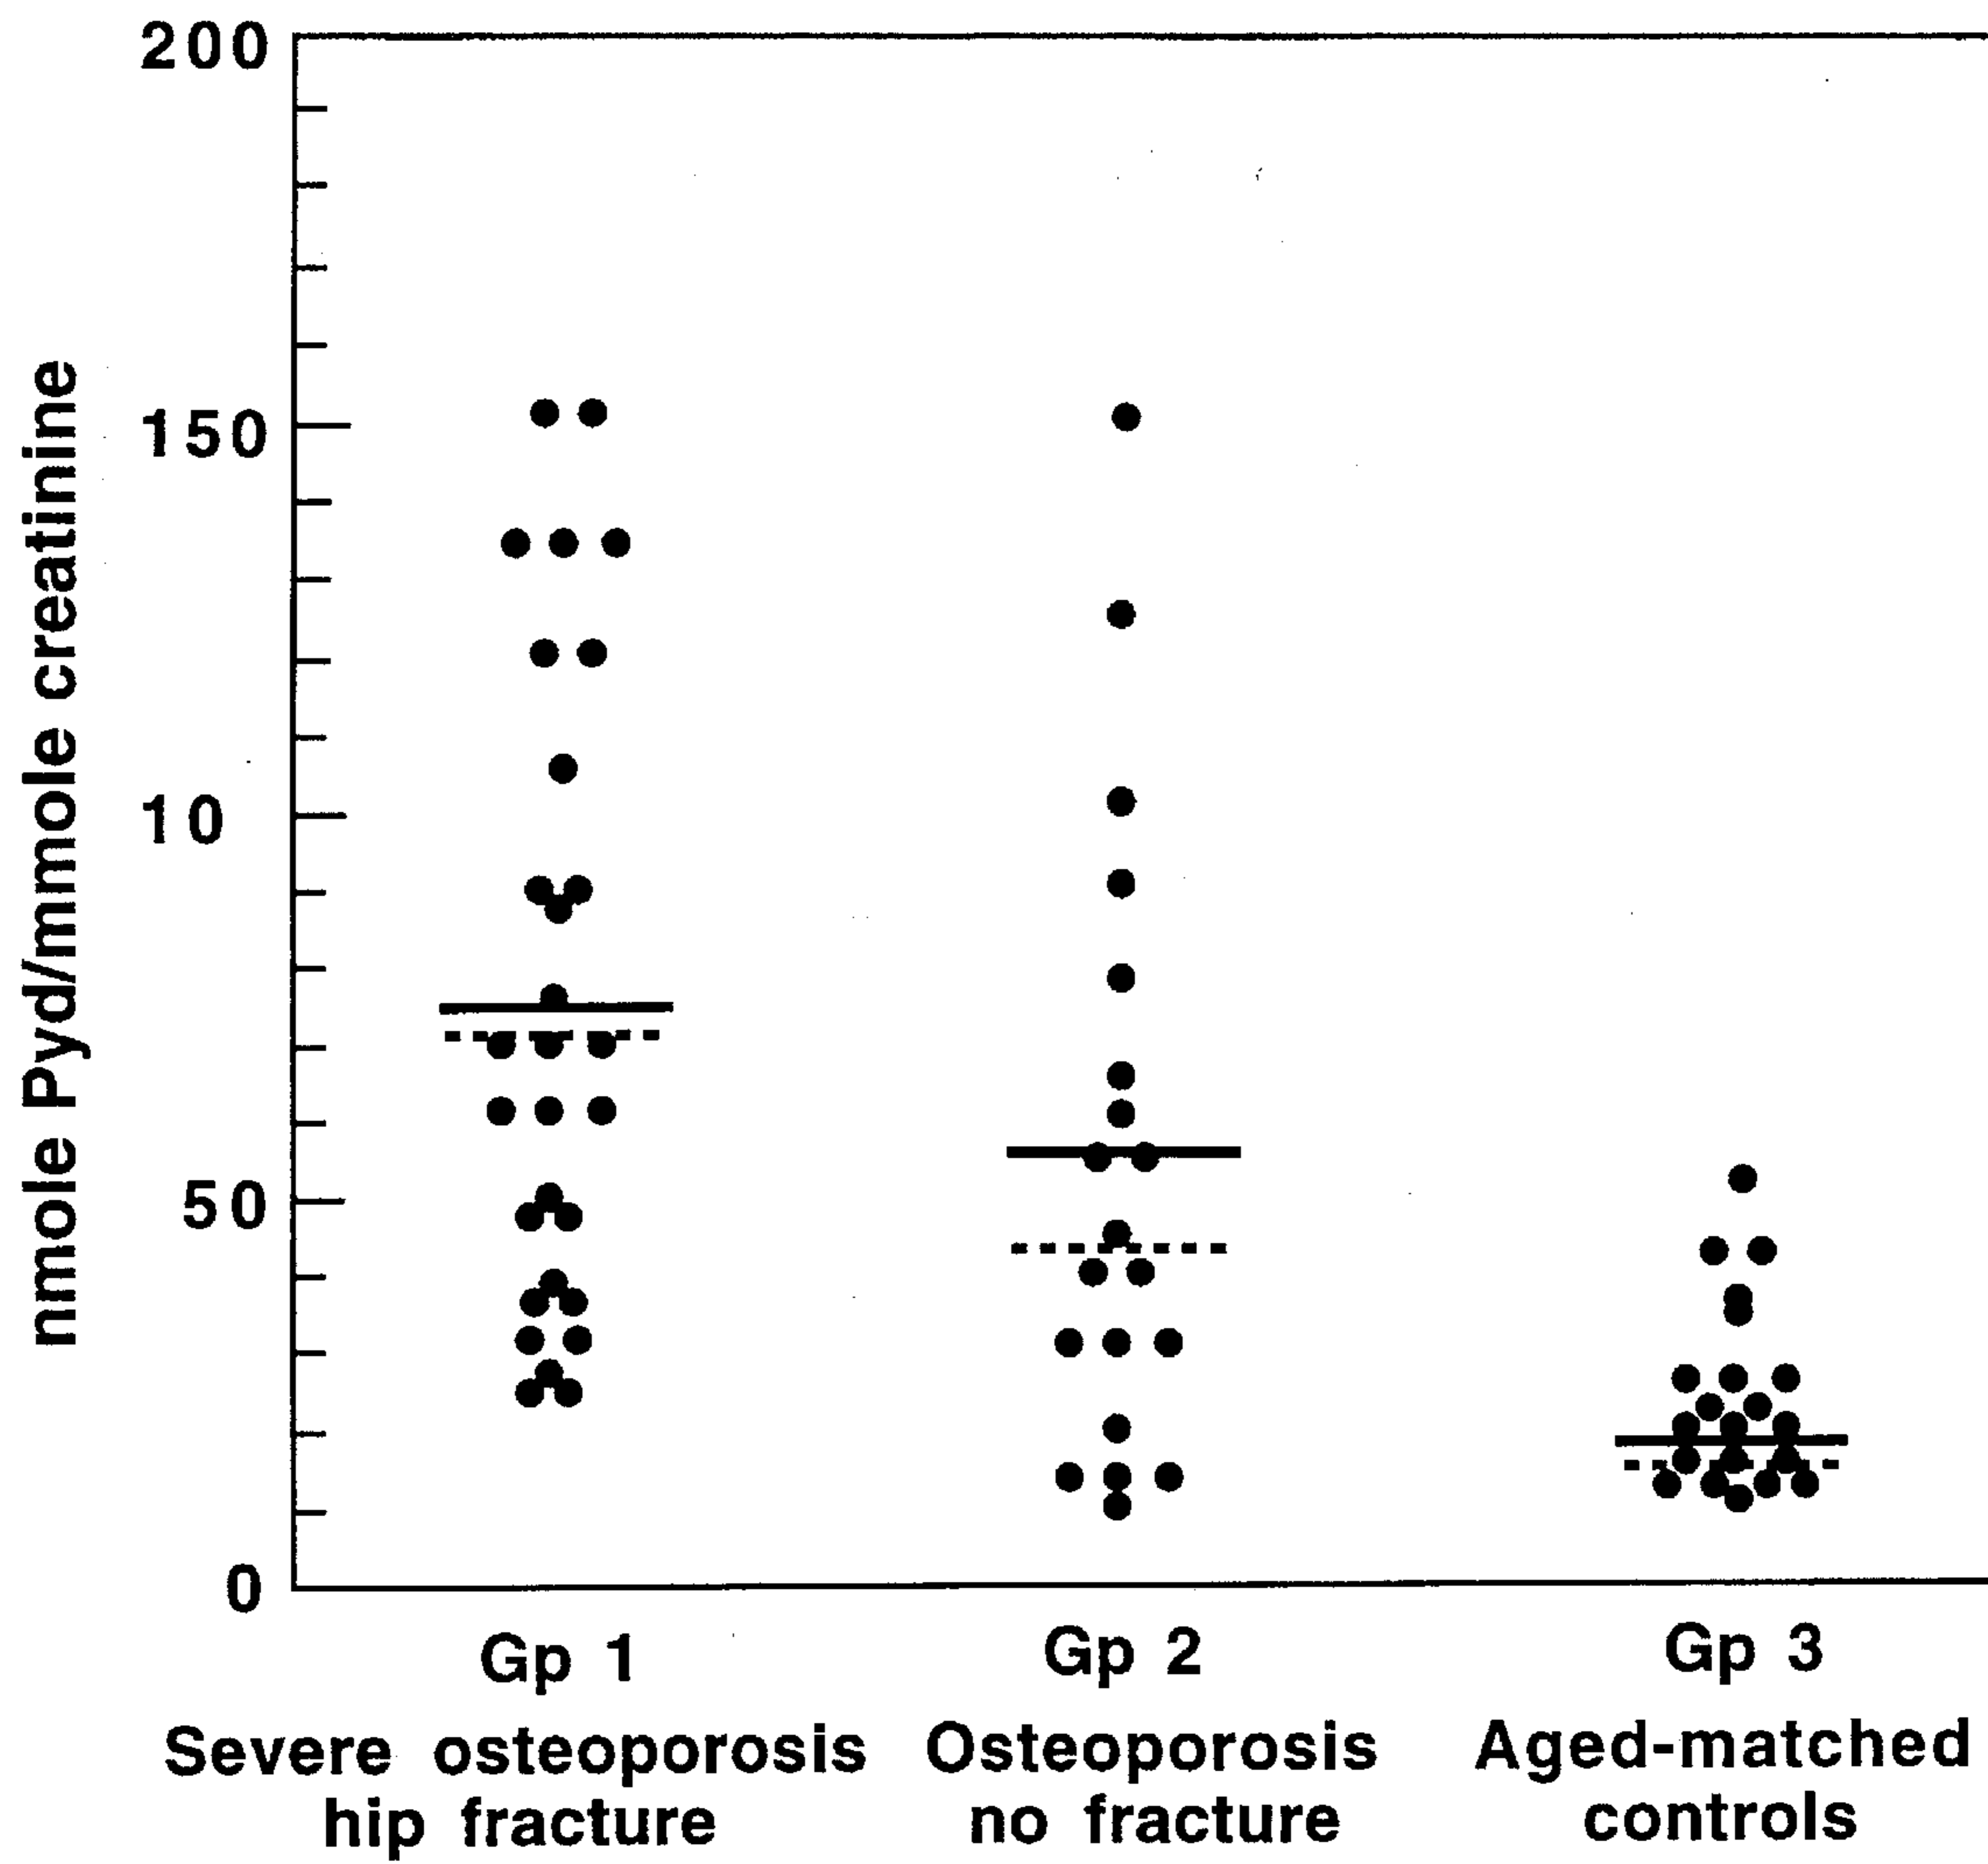 200
150
10
50
0
nmole Pyd/mmole creatinine
Gp 1
Gp 2
Gp 3
Severe osteoporosis
hip fracture
Osteoporosis
no fracture
Aged-matched
controls